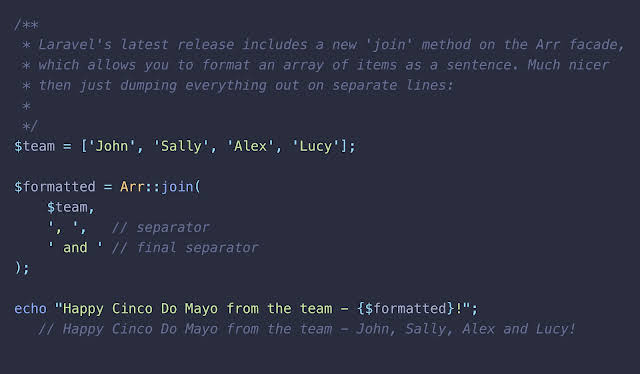 /**
 * Laravel's latest release includes a new 'join' method on the Arr facade,
 * which allows you to format an array of items as a sentence. Much nicer
 * then just dumping everything out on separate lines:
 *
 */
$team = ['John', 'Sally', 'Alex', 'Lucy'];

$formatted = Arr::join(
    $team,
    ', ',   // separator
    ' and ' // final separator
);

echo "Happy Cinco Do Mayo from the team - {$formatted}!";
   // Happy Cinco Do Mayo from the team - John, Sally, Alex and Lucy!